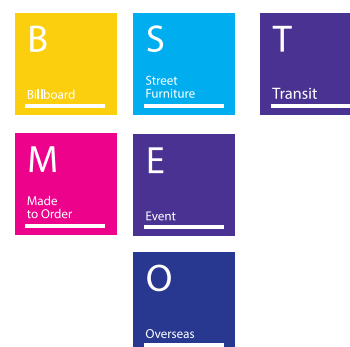 B
Billboard
S
Street
Furniture
T
Transit
M
Made
to Order
E
Event
O
Overseas